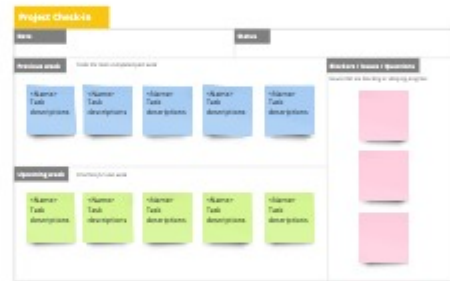 Project Check-in
Date
Status
Previous week
Blockers / Issues / Questions
<Name>
Task
descriptions
<Name>
Task
descriptions
<Name>
Task
descriptions
<Name>
Task
descriptions
<Name>
Task
descriptions
Upcoming week
<Name>
Task
descriptions
<Name>
Task
descriptions
<Name>
Task
descriptions
<Name>
Task
descriptions
<Name>
Task
descriptions